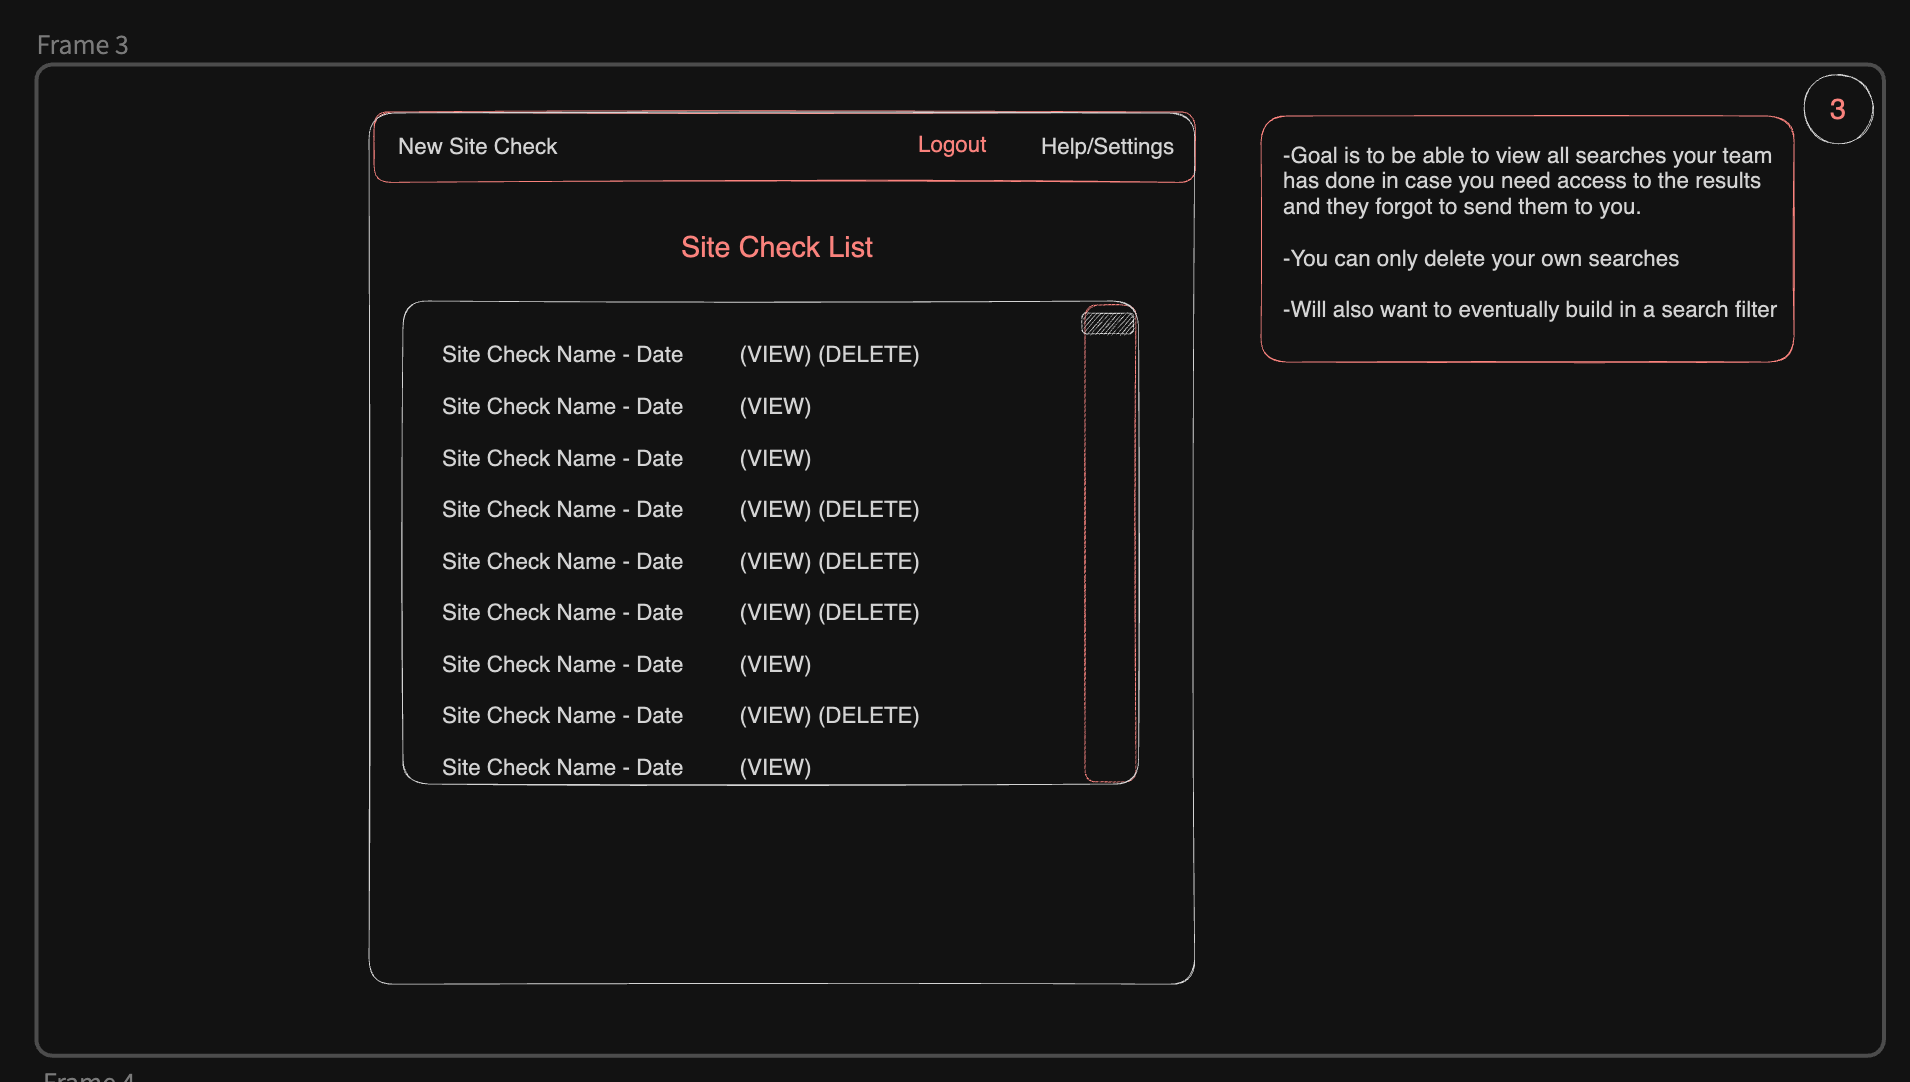 Frame 3
3
New Site Check Logout Help/Settings
Site Check List
Site Check Name - Date (VIEW) (DELETE)
Site Check Name - Date (VIEW)
Site Check Name - Date (VIEW)
Site Check Name - Date (VIEW) (DELETE)
Site Check Name - Date (VIEW) (DELETE)
Site Check Name - Date (VIEW) (DELETE)
Site Check Name - Date (VIEW)
Site Check Name - Date (VIEW) (DELETE)
Site Check Name - Date (VIEW)
-Goal is to be able to view all searches your team
has done in case you need access to the results
and they forgot to send them to you.
-You can only delete your own searches
-Will also want to eventually build in a search filter
Frame 4